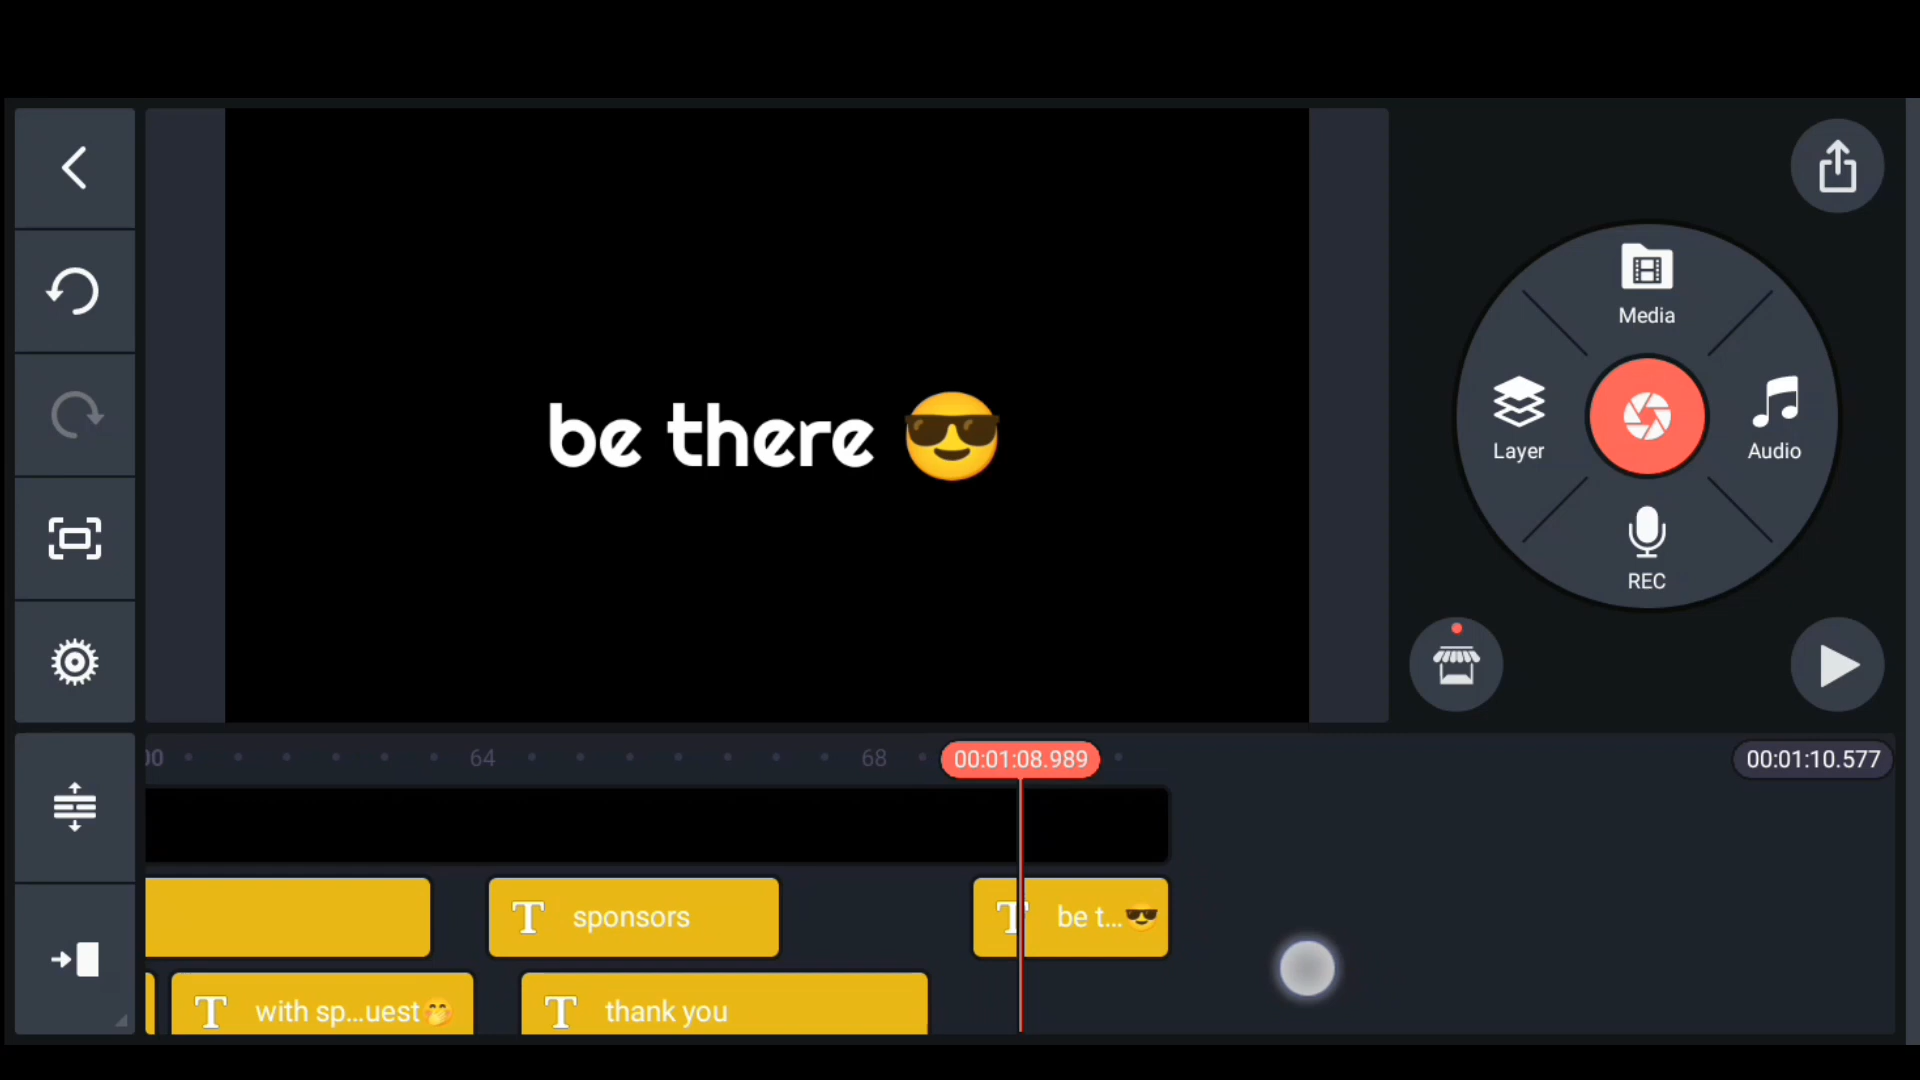 be there 😎
Media
Layer
Audio
REC
64
68
00:01:08.989
00:01:10.577
T sponsors
T be t...😎
T with sp...uest🤭
T thank you